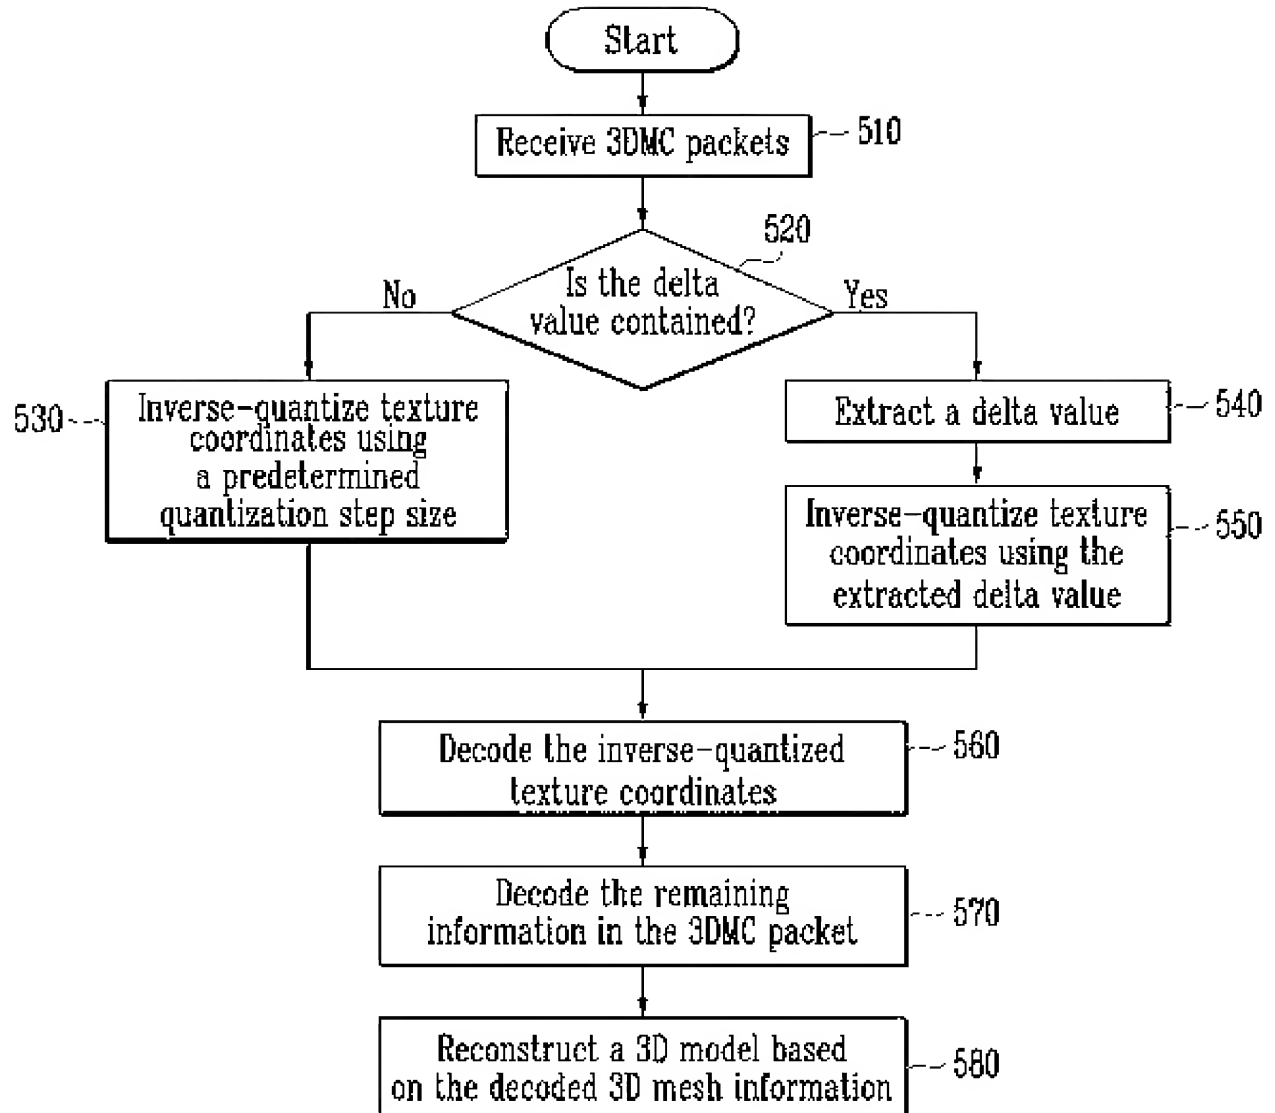 Start
Receive 3DMC packets
510
520
Is the delta
value contained?
No
Yes
530
Inverse-quantize texture
coordinates using
a predetermined
quantization step size
Extract a delta value
540
Inverse-quantize texture
coordinates using the
extracted delta value
550
Decode the inverse-quantized
texture coordinates
560
Decode the remaining
information in the 3DMC packet
570
Reconstruct a 3D model based
on the decoded 3D mesh information
580